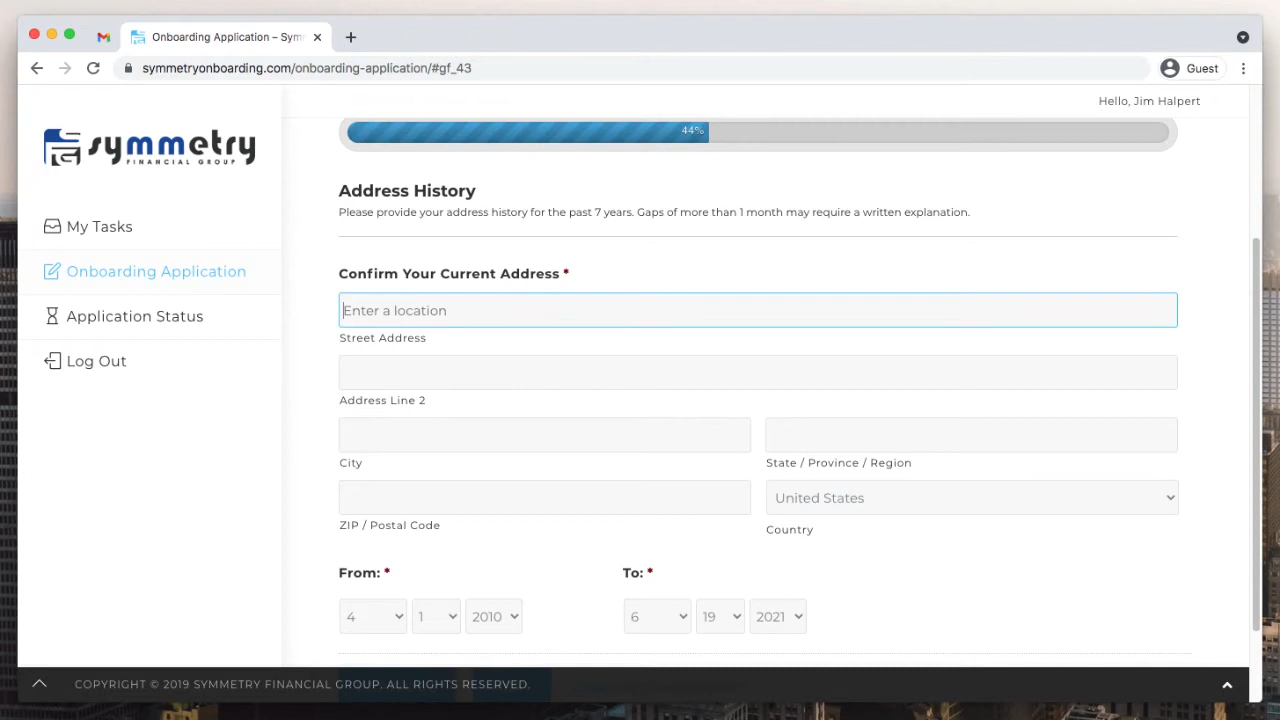 Onboarding Application – Sym
symmetryonboarding.com/onboarding-application/#gf_43
Guest
symmetry
FINANCIAL GROUP
My Tasks
Onboarding Application
Application Status
Log Out
Hello, Jim Halpert
44%
Address History
Please provide your address history for the past 7 years. Gaps of more than 1 month may require a written explanation.
Confirm Your Current Address *
Enter a location
Street Address
Address Line 2
City
State / Province / Region
ZIP / Postal Code
United States
Country
From: *
To: *
4 1 2010
6 19 2021
COPYRIGHT © 2019 SYMMETRY FINANCIAL GROUP. ALL RIGHTS RESERVED.